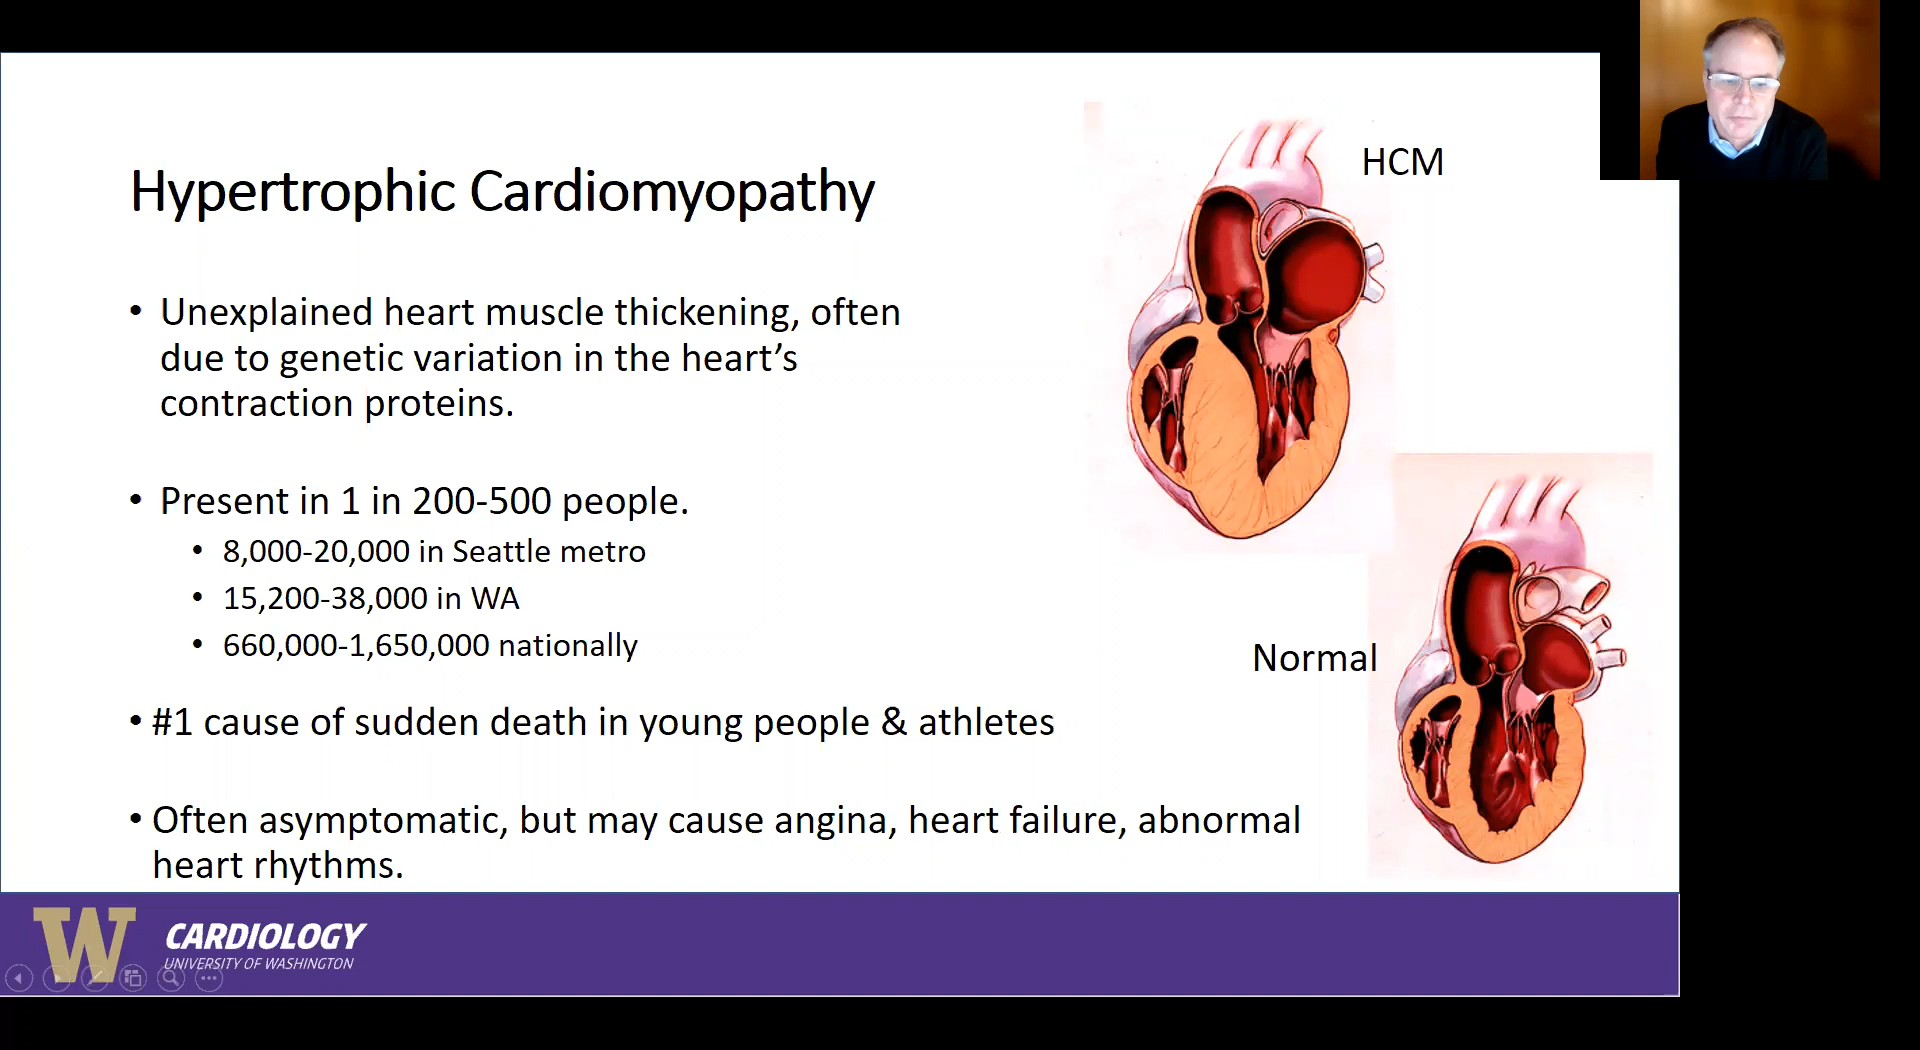 HCM
Hypertrophic Cardiomyopathy
• Unexplained heart muscle thickening, often
due to genetic variation in the heart’s
contraction proteins.
• Present in 1 in 200-500 people.
• 8,000-20,000 in Seattle metro
• 15,200-38,000 in WA
• 660,000-1,650,000 nationally
Normal
• #1 cause of sudden death in young people & athletes
• Often asymptomatic, but may cause angina, heart failure, abnormal
heart rhythms.
W
CARDIOLOGY
UNIVERSITY OF WASHINGTON